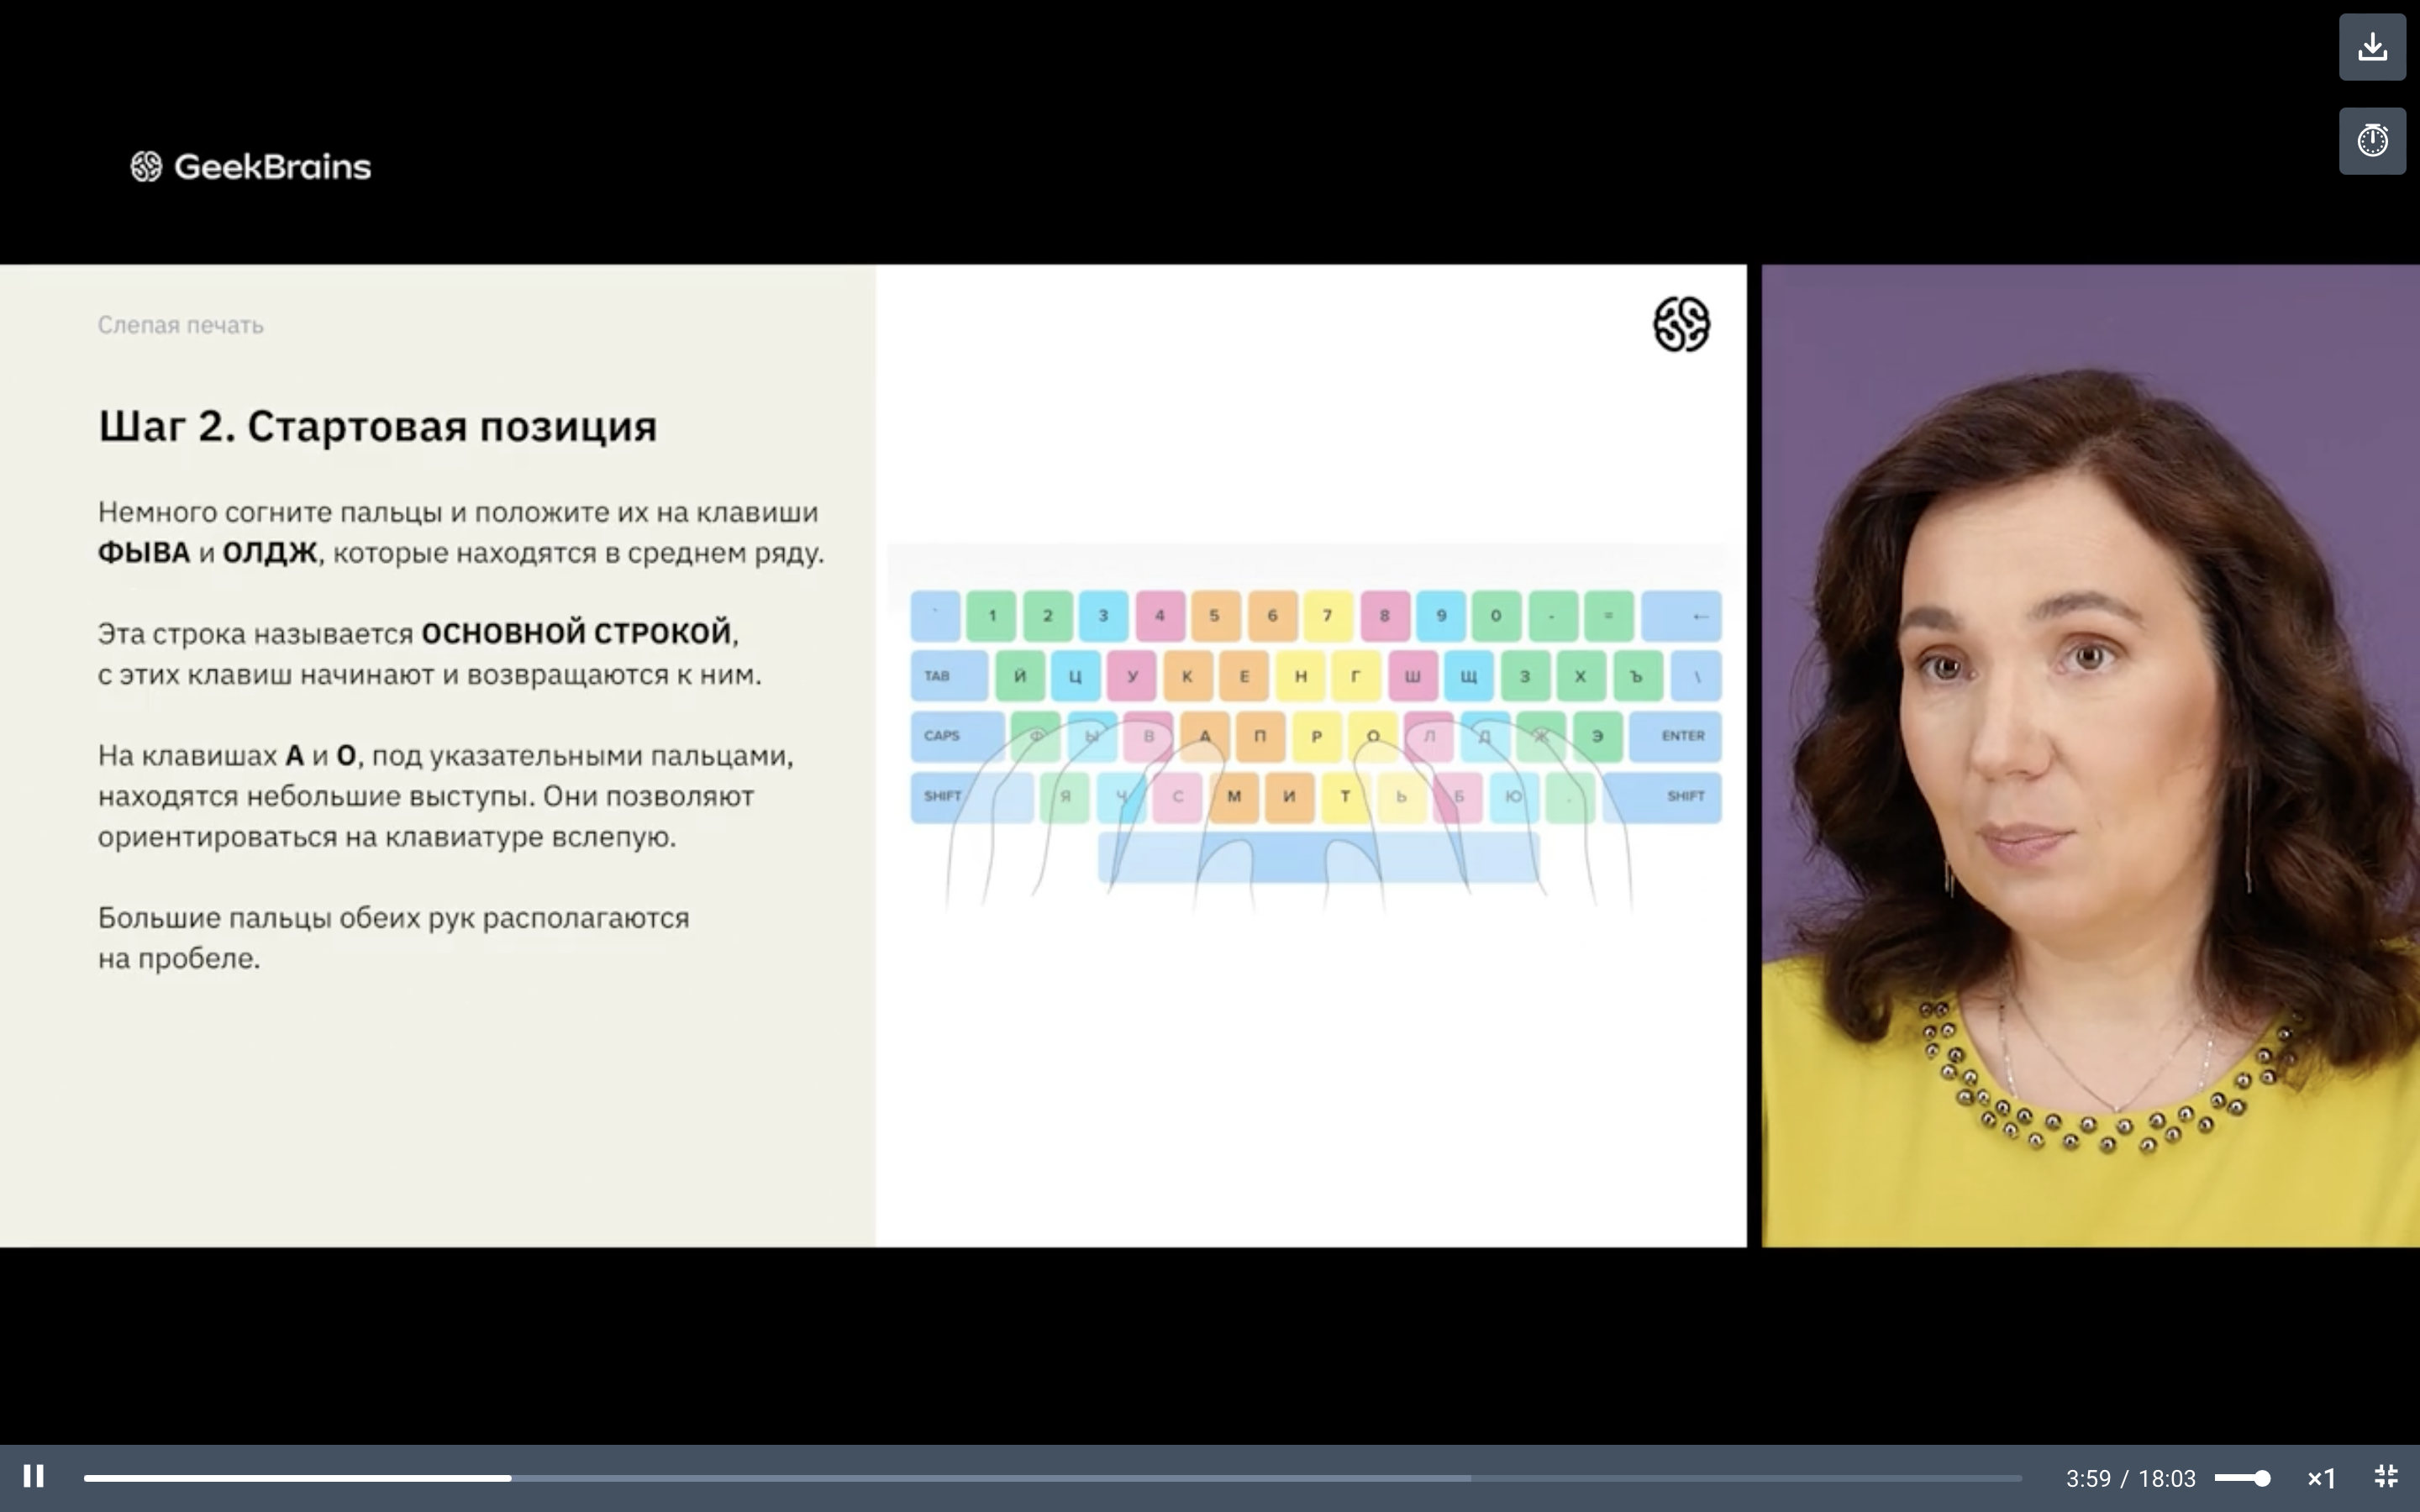 GeekBrains
Слепая печать
Шаг 2. Стартовая позиция
Немного согните пальцы и положите их на клавиши
ФЫВА и ОЛДЖ, которые находятся в среднем ряду.
Эта строка называется ОСНОВНОЙ СТРОКОЙ,
с этих клавиш начинают и возвращаются к ним.
На клавишах А и О, под указательными пальцами,
находятся небольшие выступы. Они позволяют
ориентироваться на клавиатуре вслепую.
Большие пальцы обеих рук располагаются
на пробеле.
` 1 2 3 4 5 6 7 8 9 0 - = ←
TAB Й Ц У К Е Н Г Ш Щ З Х Ъ \
CAPS Ф Ы В А П Р О Л Д Ж Э ENTER
SHIFT Я Ч С М И Т Ь Б Ю . SHIFT
3:59 / 18:03 ×1